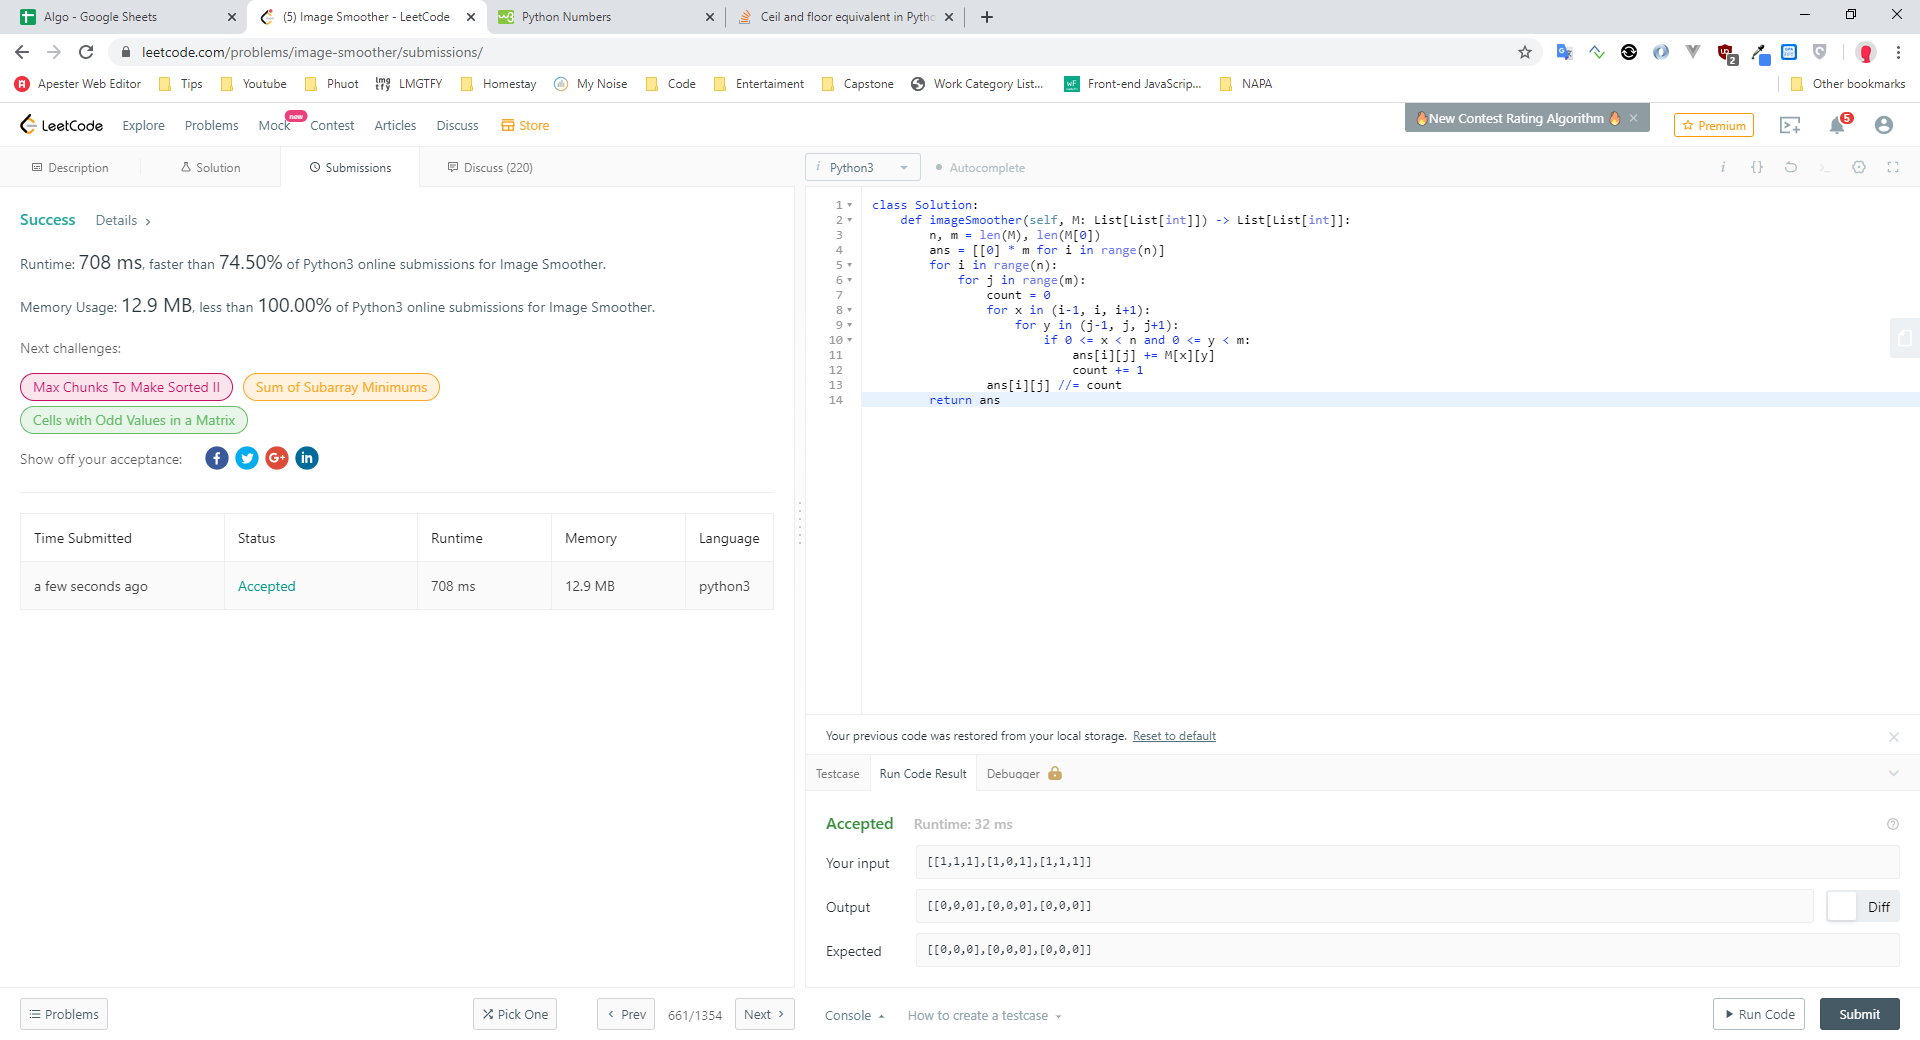 Algo - Google Sheets
(5) Image Smoother - LeetCode
Python Numbers
Ceil and floor equivalent in Pytho
leetcode.com/problems/image-smoother/submissions/
2
Apester Web Editor
Tips
Youtube
Phuot
LMGTFY
Homestay
My Noise
Code
Entertaiment
Capstone
Work Category List...
Front-end JavaScrip...
NAPA
Other bookmarks
LeetCode
Explore
Problems
Mock
new
Contest
Articles
Discuss
Store
New Contest Rating Algorithm
Premium
5
Description
Solution
Submissions
Discuss (220)
i Python3
Autocomplete
Success
Details
Runtime: 708 ms, faster than 74.50% of Python3 online submissions for Image Smoother.
Memory Usage: 12.9 MB, less than 100.00% of Python3 online submissions for Image Smoother.
Next challenges:
Max Chunks To Make Sorted II
Sum of Subarray Minimums
Cells with Odd Values in a Matrix
Show off your acceptance:
Time Submitted Status Runtime Memory Language
a few seconds ago Accepted 708 ms 12.9 MB python3
1 class Solution:
2 def imageSmoother(self, M: List[List[int]]) -> List[List[int]]:
3 n, m = len(M), len(M[0])
4 ans = [[0] * m for i in range(n)]
5 for i in range(n):
6 for j in range(m):
7 count = 0
8 for x in (i-1, i, i+1):
9 for y in (j-1, j, j+1):
10 if 0 <= x < n and 0 <= y < m:
11 ans[i][j] += M[x][y]
12 count += 1
13 ans[i][j] //= count
14 return ans
Your previous code was restored from your local storage. Reset to default
Testcase
Run Code Result
Debugger
Accepted Runtime: 32 ms
Your input [[1,1,1],[1,0,1],[1,1,1]]
Output [[0,0,0],[0,0,0],[0,0,0]]
Diff
Expected [[0,0,0],[0,0,0],[0,0,0]]
Problems
Pick One
Prev
661/1354
Next
Console
How to create a testcase
Run Code
Submit